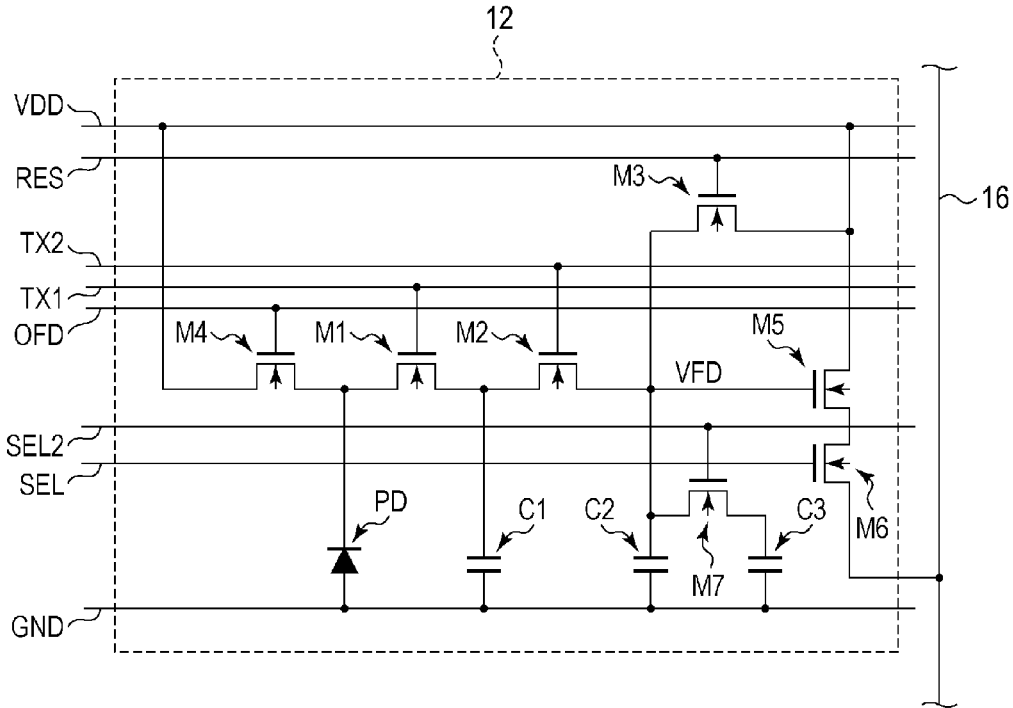 12
VDD
RES
M3
16
TX2
TX1
OFD
M4
M1
M2
M5
VFD
SEL2
SEL
PD
C1
C2
C3
M6
M7
GND